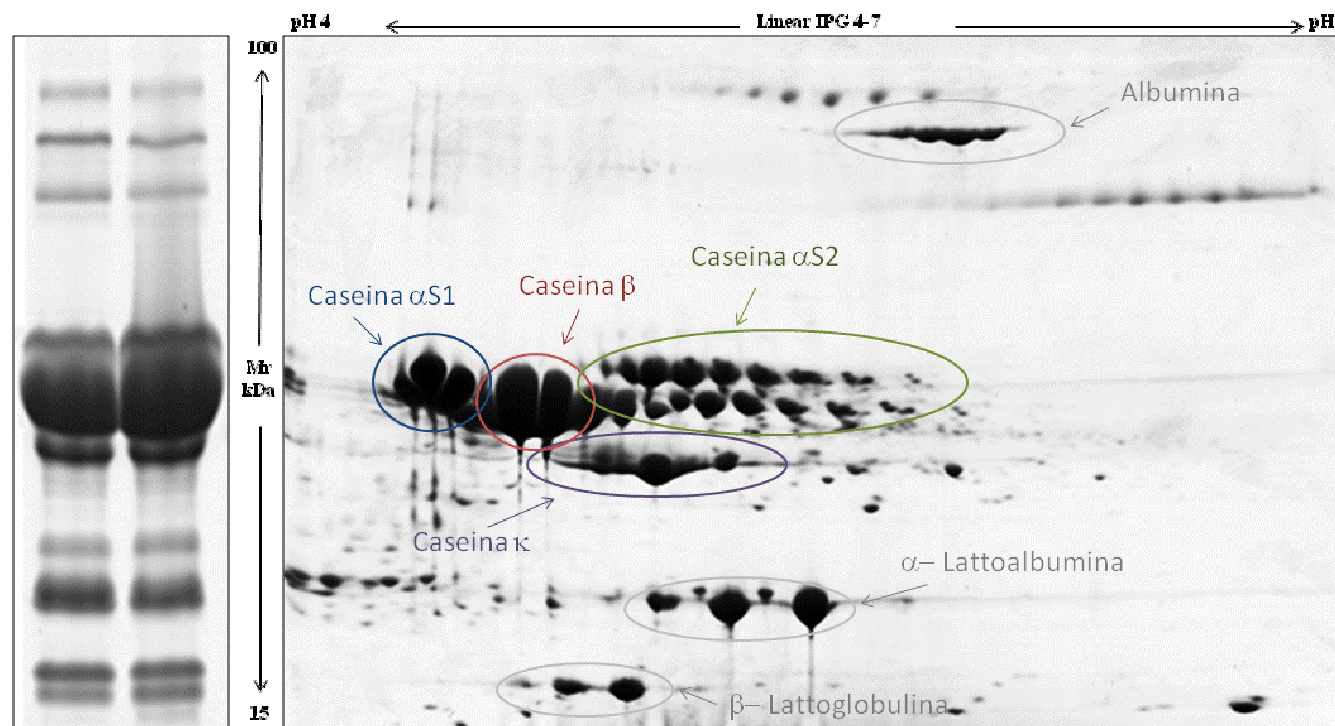 pH 4 Linear IPG 4-7 pH
100
Albumina
Caseina αS2
Caseina β
Caseina αS1
Mr
kDa
Caseina κ
α– Lattoalbumina
β– Lattoglobulina
15